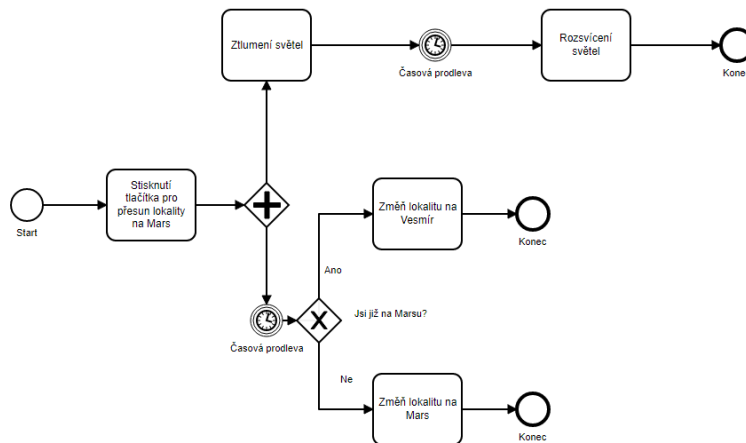 Ztlumení světel
Časová prodleva
Rozsvícení
světel
Kone
Stisknutí
tlačítka pro
přesun lokality
na Mars
Start
Změň lokalitu na
Vesmír
Konec
Ano
Jsi již na Marsu?
Časová prodleva
Ne
Změň lokalitu na
Mars
Konec